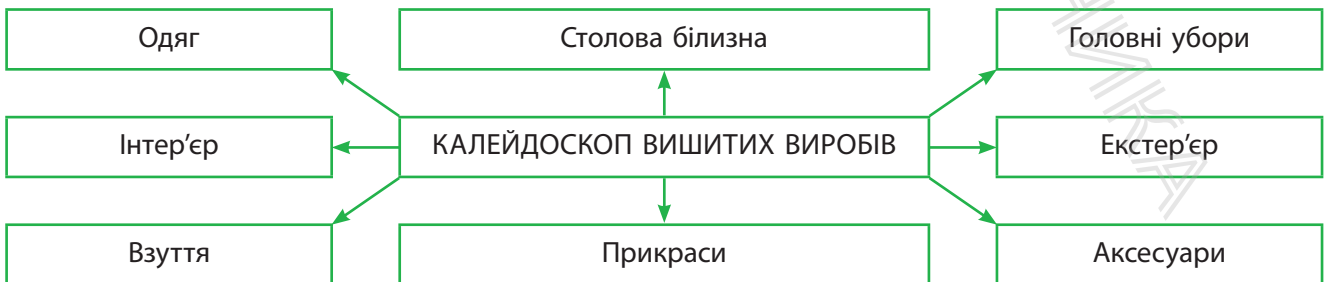 Одяг
Столова білизна
Головні убори
Інтер’єр
КАЛЕЙДОСКОП ВИШИТИХ ВИРОБІВ
Екстер’єр
Взуття
Прикраси
Аксесуари